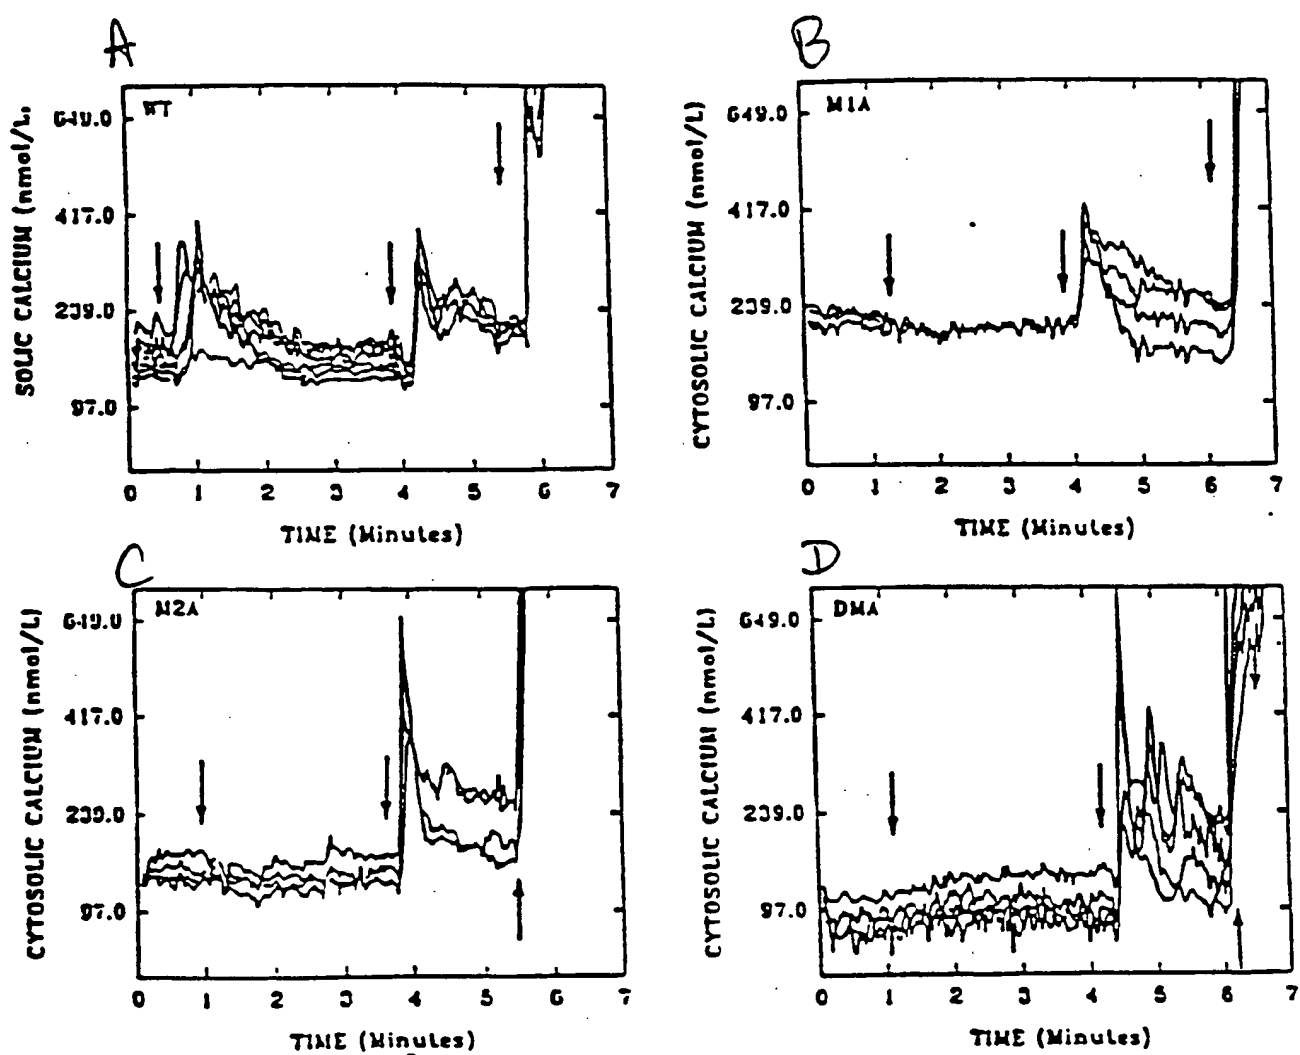 A
SOLIC CALCIUM (nmol/L)
WT
649.0
417.0
239.0
97.0
0 1 2 3 4 5 6 7
TIME (Minutes)
B
CYTOSOLIC CALCIUM (nmol/L)
M1A
649.0
417.0
239.0
97.0
0 1 2 3 4 5 6 7
TIME (Minutes)
C
CYTOSOLIC CALCIUM (nmol/L)
M2A
649.0
417.0
239.0
97.0
0 1 2 3 4 5 6 7
TIME (Minutes)
D
CYTOSOLIC CALCIUM (nmol/L)
DMA
649.0
417.0
239.0
97.0
0 1 2 3 4 5 6 7
TIME (Minutes)